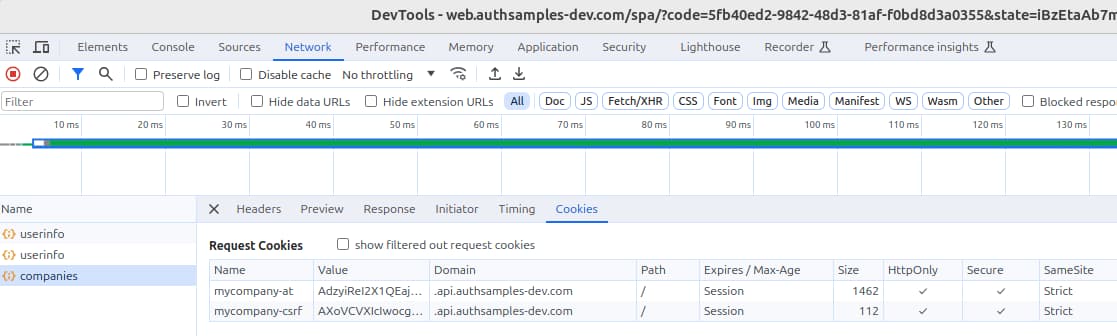 DevTools - web.authsamples-dev.com/spa/?code=5fb40ed2-9842-48d3-81af-f0bd8d3a0355&state=iBzEtaAb7m
Elements Console Sources Network Performance Memory Application Security Lighthouse Recorder Performance insights
Preserve log Disable cache No throttling
Filter Invert Hide data URLs Hide extension URLs All Doc JS Fetch/XHR CSS Font Img Media Manifest WS Wasm Other Blocked respo
10 ms 20 ms 30 ms 40 ms 50 ms 60 ms 70 ms 80 ms 90 ms 100 ms 110 ms 120 ms 130 ms
Name Headers Preview Response Initiator Timing Cookies
userinfo
userinfo
companies
Request Cookies show filtered out request cookies
Name Value Domain Path Expires / Max-Age Size HttpOnly Secure SameSite
mycompany-at AdzyiReI2X1QEaj... .api.authsamples-dev.com / Session 1462 ✓ ✓ Strict
mycompany-csrf AXoVCVXIcIwocg... .api.authsamples-dev.com / Session 112 ✓ ✓ Strict